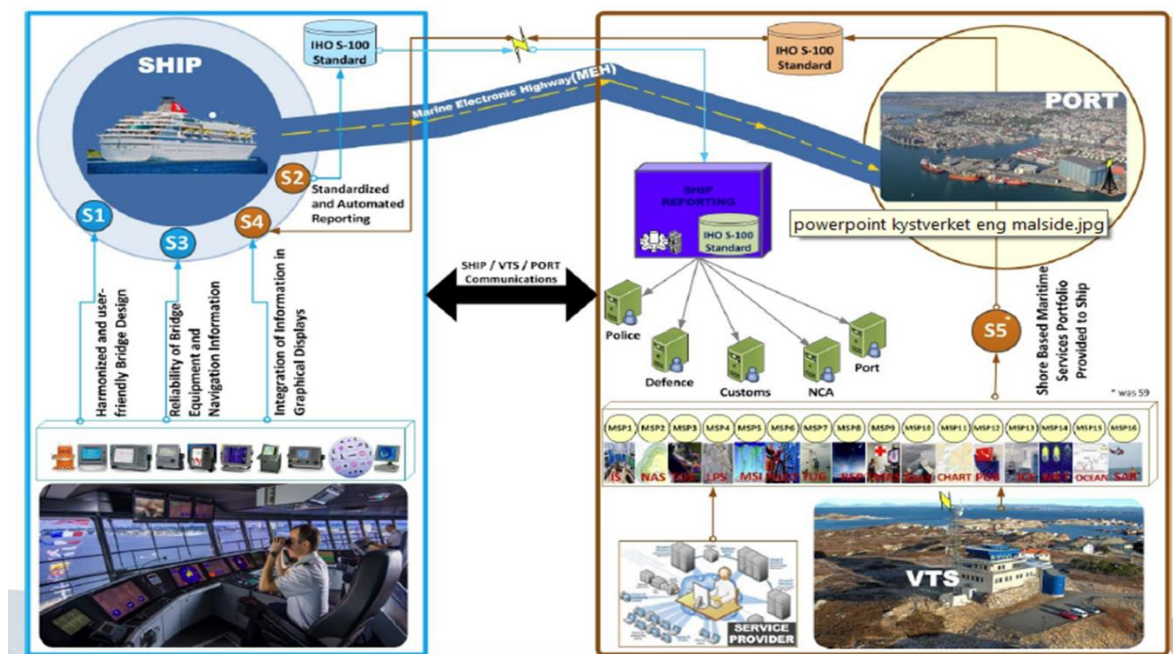 SHIP
IHO S-100
Standard
Marine Electronic Highway(MEH)
IHO S-100
Standard
PORT
powerpoint kystverket eng malside.jpg
S2
Standardized
and Automated
Reporting
S1
S3
S4
Harmonized and user-
friendly Bridge Design
Reliability of Bridge
Equipment and
Navigation Information
Integration of Information in
Graphical Displays
SHIP / VTS / PORT
Communications
SHIP
REPORTING
IHO S-100
Standard
Police
Defence
Customs
NCA
Port
S5
Shore Based Maritime
Services Portfolio
Provided to Ship
* was S9
MSP1 MSP2 MSP3 MSP4 MSP5 MSP6 MSP7 MSP8 MSP9 MSP10 MSP11 MSP12 MSP13 MSP14 MSP15 MSP16
NAS LPS MSI TUG CHART OCEAN SAR
SERVICE
PROVIDER
VTS